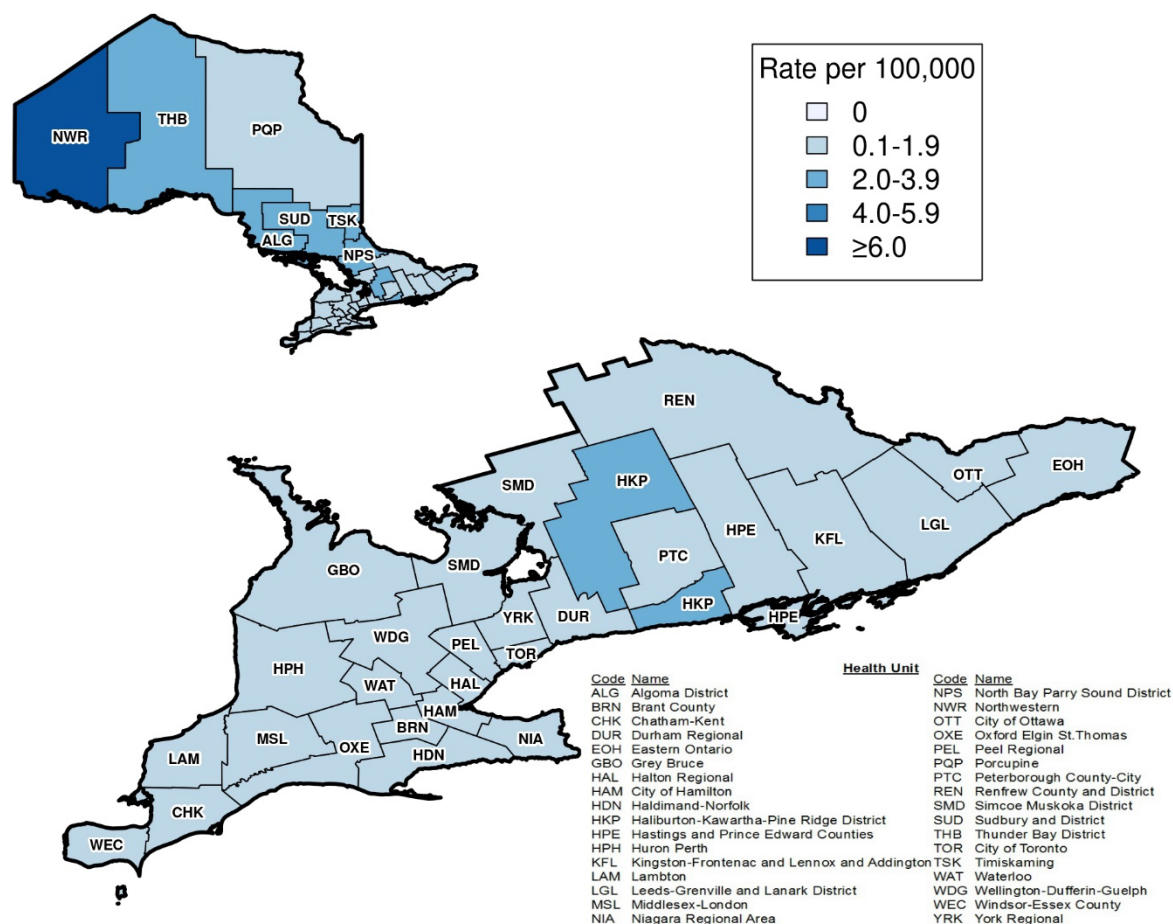 Rate per 100,000
0
0.1-1.9
2.0-3.9
4.0-5.9
≥6.0
NWR
THB
PQP
SUD
TSK
ALG
NPS
REN
SMD
HKP
OTT
EOH
HPE
KFL
LGL
PTC
GBO
SMD
HKP
HPE
YRK
DUR
WDG
PEL
TOR
HPH
WAT
HAL
HAM
BRN
NIA
MSL
OXE
HDN
LAM
CHK
WEC
Health Unit
Code Name
ALG Algoma District
BRN Brant County
CHK Chatham-Kent
DUR Durham Regional
EOH Eastern Ontario
GBO Grey Bruce
HAL Halton Regional
HAM City of Hamilton
HDN Haldimand-Norfolk
HKP Haliburton-Kawartha-Pine Ridge District
HPE Hastings and Prince Edward Counties
HPH Huron Perth
KFL Kingston-Frontenac and Lennox and Addington
LAM Lambton
LGL Leeds-Grenville and Lanark District
MSL Middlesex-London
NIA Niagara Regional Area
Code Name
NPS North Bay Parry Sound District
NWR Northwestern
OTT City of Ottawa
OXE Oxford Elgin St.Thomas
PEL Peel Regional
PQP Porcupine
PTC Peterborough County-City
REN Renfrew County and District
SMD Simcoe Muskoka District
SUD Sudbury and District
THB Thunder Bay District
TOR City of Toronto
TSK Timiskaming
WAT Waterloo
WDG Wellington-Dufferin-Guelph
WEC Windsor-Essex County
YRK York Regional